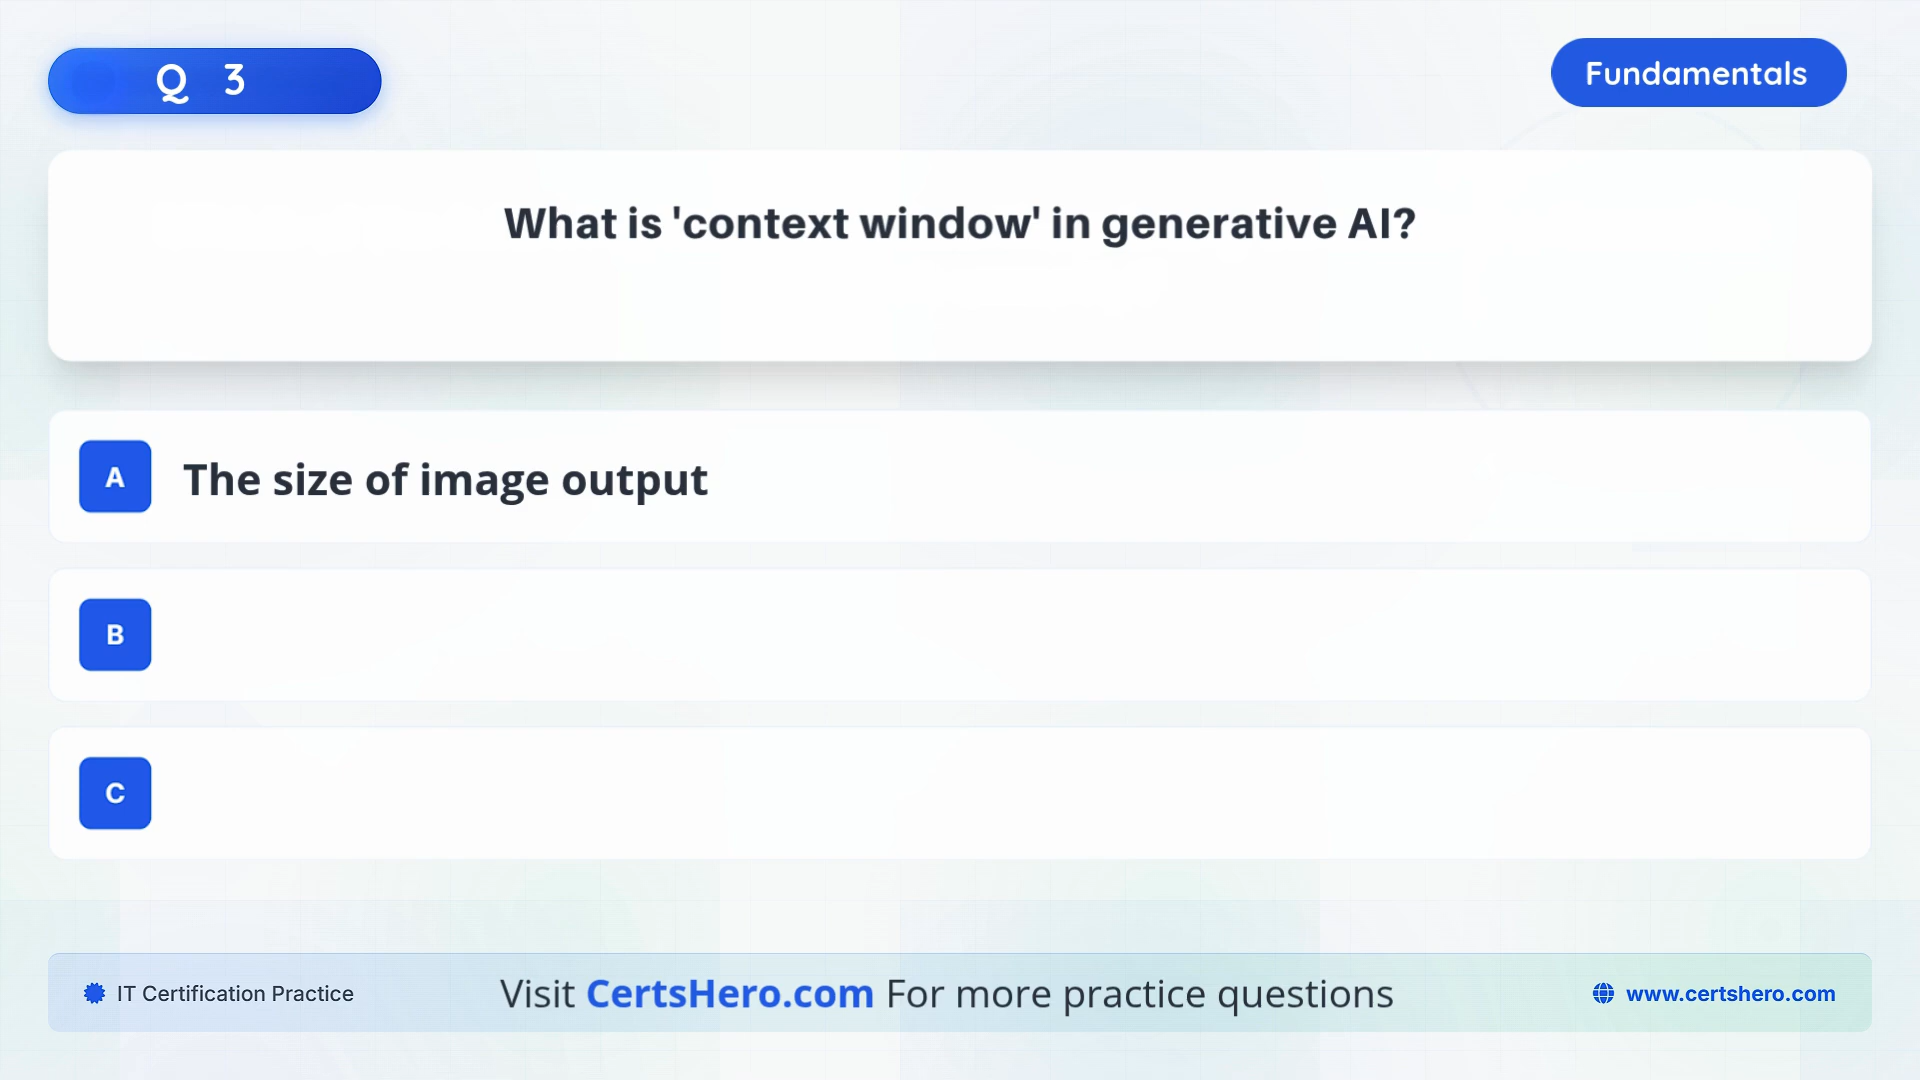 Q 3
Fundamentals
What is 'context window' in generative AI?
A
The size of image output
B
C
IT Certification Practice
Visit CertsHero.com For more practice questions
www.certshero.com